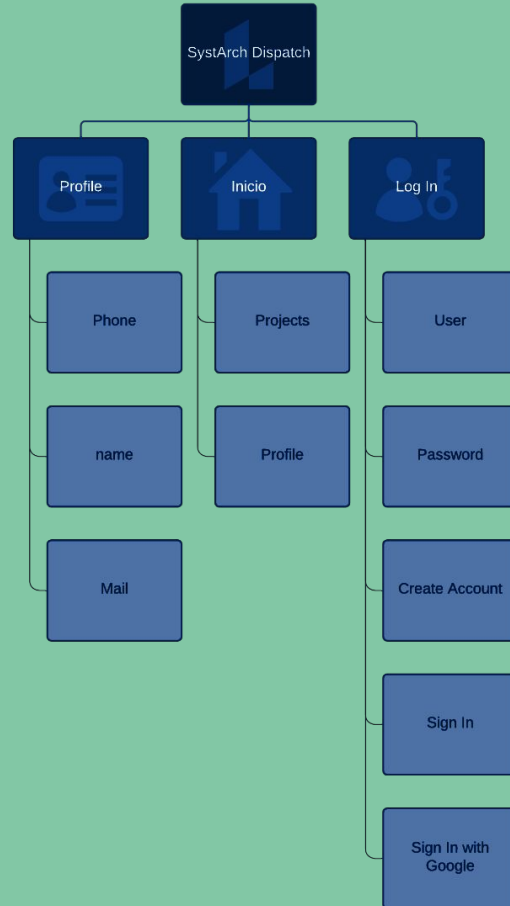 SystArch Dispatch
Profile
Inicio
Log In
Phone
Projects
User
name
Profile
Password
Mail
Create Account
Sign In
Sign In with
Google